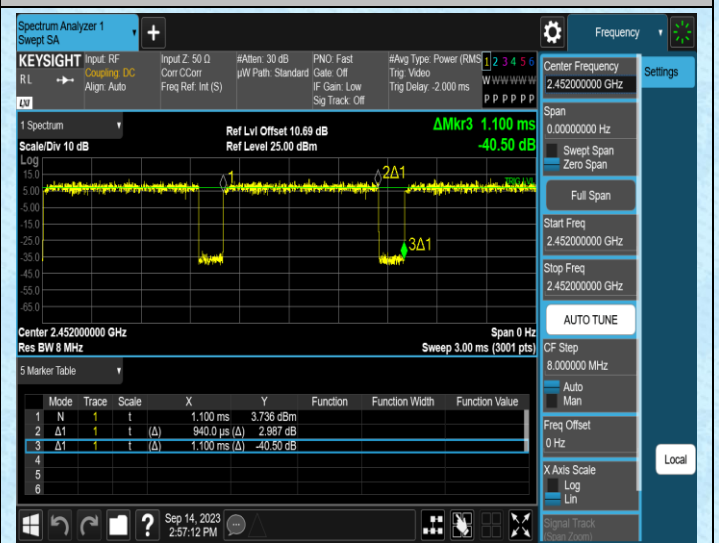 Spectrum Analyzer 1
Swept SA
+
Frequency
KEYSIGHT
RL
LXI
Input: RF
Coupling: DC
Align: Auto
Input Z: 50 Ω
Corr CCorr
Freq Ref: Int (S)
#Atten: 30 dB
µW Path: Standard
PNO: Fast
Gate: Off
IF Gain: Low
Sig Track: Off
#Avg Type: Power (RMS
Trig: Video
Trig Delay: -2.000 ms
1 2 3 4 5 6
W W W W W W
P P P P P P
1 Spectrum
Scale/Div 10 dB
Ref Lvl Offset 10.69 dB
Ref Level 25.00 dBm
ΔMkr3 1.100 ms
-40.50 dB
Log
15.0
5.00
-5.00
-15.0
-25.0
-35.0
-45.0
-55.0
-65.0
1
2Δ1
TRIG LVL
3Δ1
Center 2.452000000 GHz
Res BW 8 MHz
Span 0 Hz
Sweep 3.00 ms (3001 pts)
5 Marker Table
Mode Trace Scale X Y Function Function Width Function Value
1 N 1 t 1.100 ms 3.736 dBm
2 Δ1 1 t (Δ) 940.0 µs (Δ) 2.987 dB
3 Δ1 1 t (Δ) 1.100 ms (Δ) -40.50 dB
4
5
6
Sep 14, 2023
2:57:12 PM
Center Frequency
2.452000000 GHz
Span
0.00000000 Hz
Swept Span
Zero Span
Full Span
Start Freq
2.452000000 GHz
Stop Freq
2.452000000 GHz
AUTO TUNE
CF Step
8.000000 MHz
Auto
Man
Freq Offset
0 Hz
X Axis Scale
Log
Lin
Signal Track
(Span Zoom)
Settings
Local